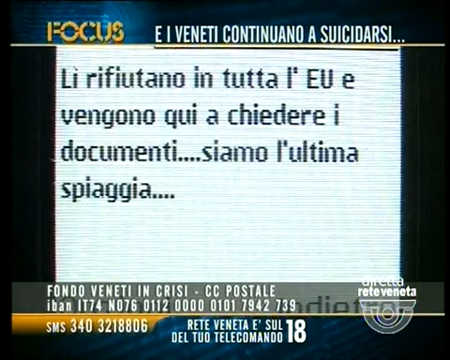 FOCUS
E I VENETI CONTINUANO A SUICIDARSI...
Li rifiutano in tutta l' EU e
vengono qui a chiedere i
documenti....siamo l'ultima
spiaggia....
diretta
FONDO VENETI IN CRISI - CC POSTALE
reteveneta
iban IT74 N076 0112 0000 0101 7942 739
SMS 340 3218806
RETE VENETA E' SUL
DEL TUO TELECOMANDO
18